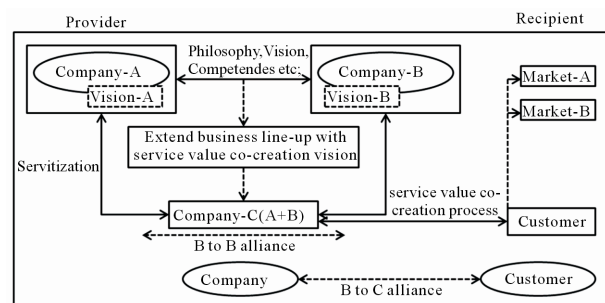 Provider
Recipient
Company-A
Vision-A
Philosophy,Vision,
Competendes etc:
Company-B
Vision-B
Market-A
Market-B
Extend business line-up with
service value co-creation vision
Servitization
service value co-
creation process
Company-C(A+B)
Customer
B to B alliance
Company
B to C alliance
Customer